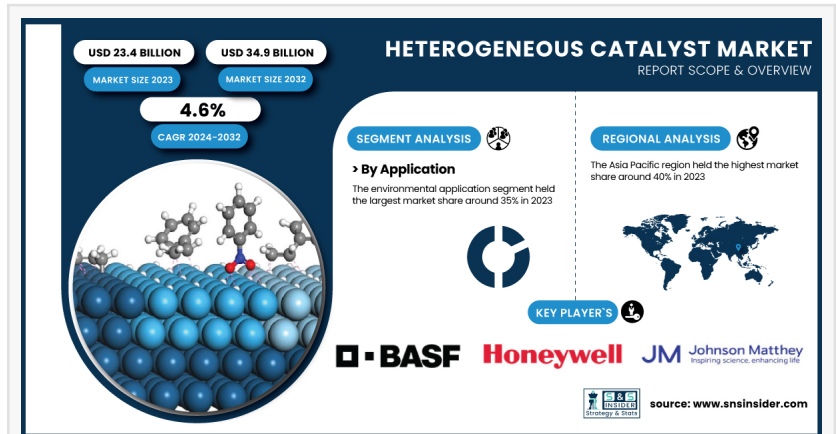 HETEROGENEOUS CATALYST MARKET
REPORT SCOPE & OVERVIEW
USD 23.4 BILLION
MARKET SIZE 2023
USD 34.9 BILLION
MARKET SIZE 2032
4.6%
CAGR 2024-2032
SEGMENT ANALYSIS
> By Application
The environmental application segment held
the largest market share around 35% in 2023
REGIONAL ANALYSIS
The Asia Pacific region held the highest market
share around 40% in 2023
KEY PLAYER`S
BASF
Honeywell
JM Johnson Matthey
Inspiring science, enhancing life
S&S
INSIDER
Strategy & Stats
source: www.snsinsider.com